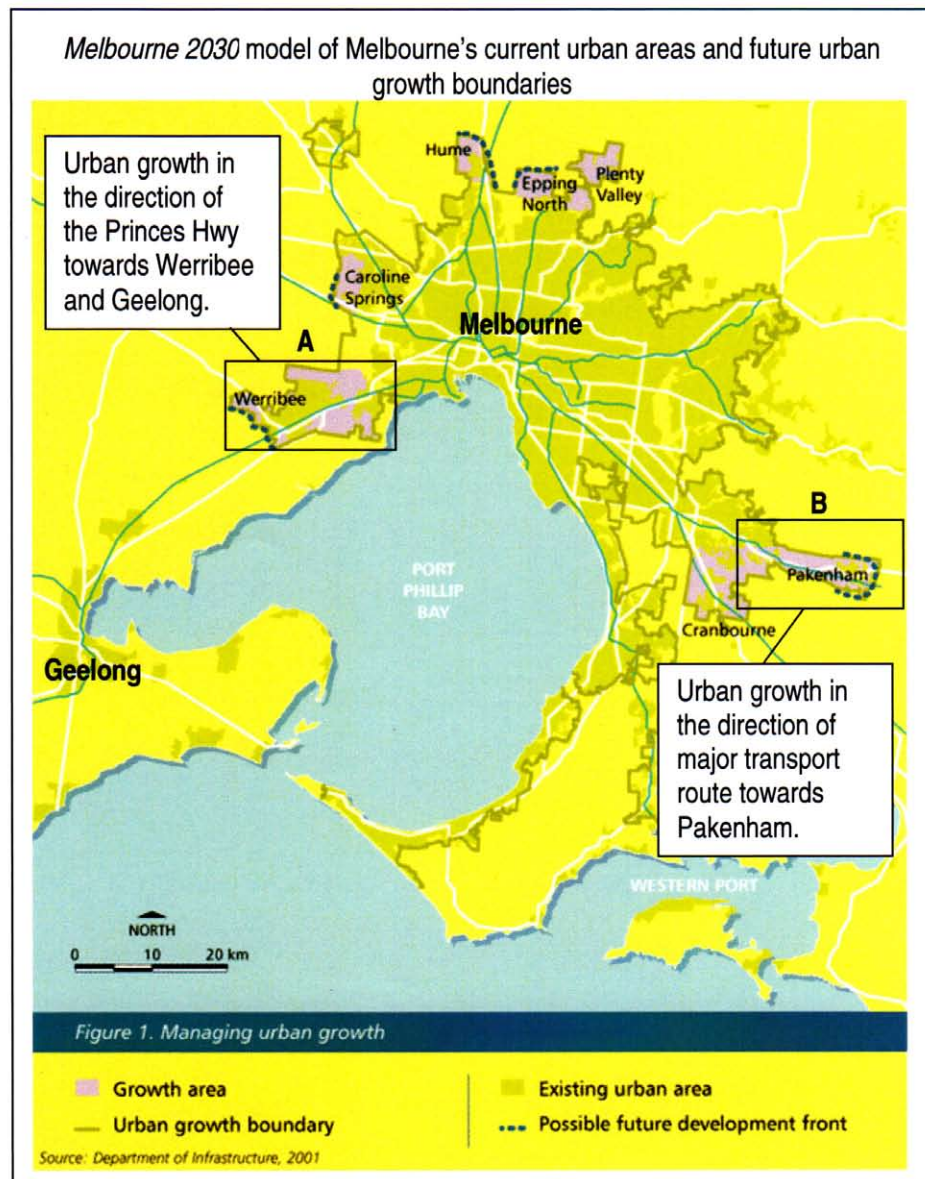 Melbourne 2030 model of Melbourne's current urban areas and future urban
growth boundaries
Urban growth in
the direction of
the Princes Hwy
towards Werribee
and Geelong.
Hume
Epping
North
Plenty
Valley
Caroline
Springs
Melbourne
A
Werribee
B
PORT
PHILLIP
BAY
Pakenham
Cranbourne
Geelong
Urban growth in
the direction of
major transport
route towards
Pakenham.
WESTERN PORT
NORTH
0 10 20 km
Figure 1. Managing urban growth
Growth area
Urban growth boundary
Existing urban area
Possible future development front
Source: Department of Infrastructure, 2001